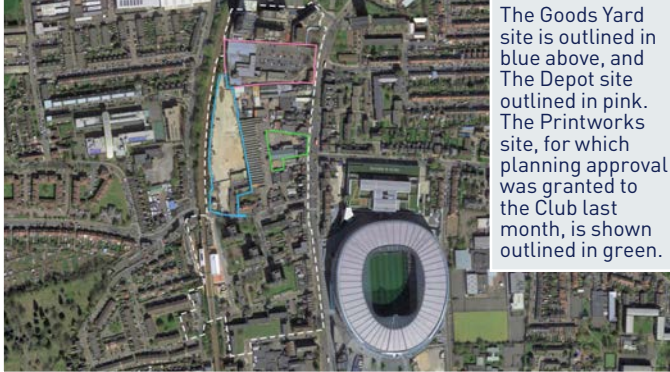 The Goods Yard
site is outlined in
blue above, and
The Depot site
outlined in pink.
The Printworks
site, for which
planning approval
was granted to
the Club last
month, is shown
outlined in green.